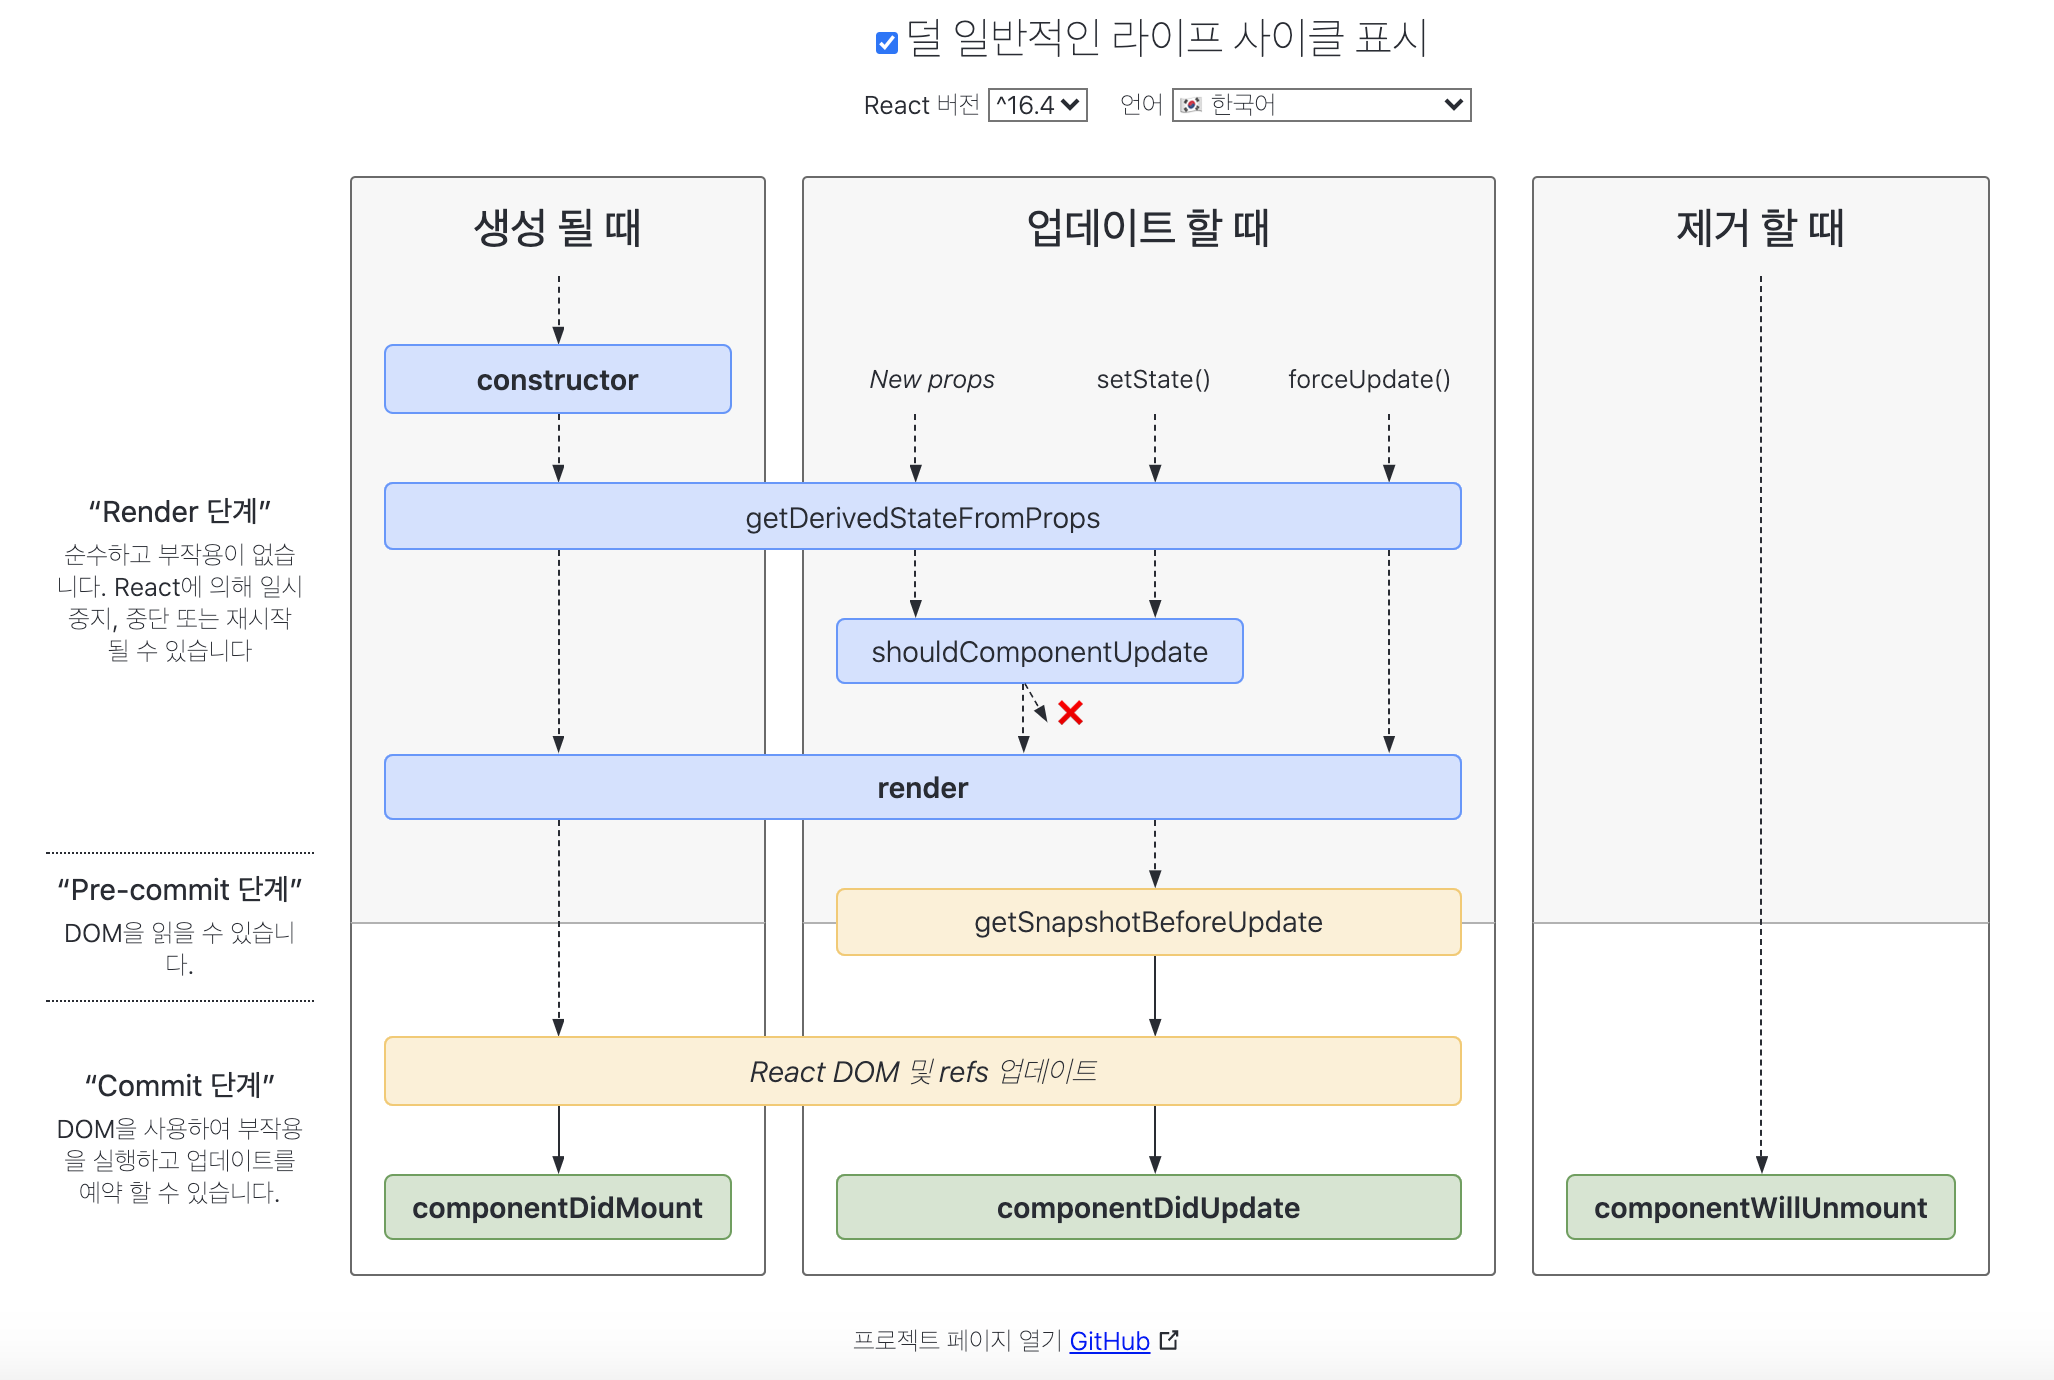 덜 일반적인 라이프 사이클 표시
React 버전 ^16.4 언어 🇰🇷 한국어
생성 될 때
업데이트 할 때
제거 할 때
constructor
New props
setState()
forceUpdate()
“Render 단계”
순수하고 부작용이 없습
니다. React에 의해 일시
중지, 중단 또는 재시작
될 수 있습니다
getDerivedStateFromProps
shouldComponentUpdate
render
“Pre-commit 단계”
DOM을 읽을 수 있습니
다.
getSnapshotBeforeUpdate
“Commit 단계”
DOM을 사용하여 부작용
을 실행하고 업데이트를
예약 할 수 있습니다.
React DOM 및 refs 업데이트
componentDidMount
componentDidUpdate
componentWillUnmount
프로젝트 페이지 열기 GitHub